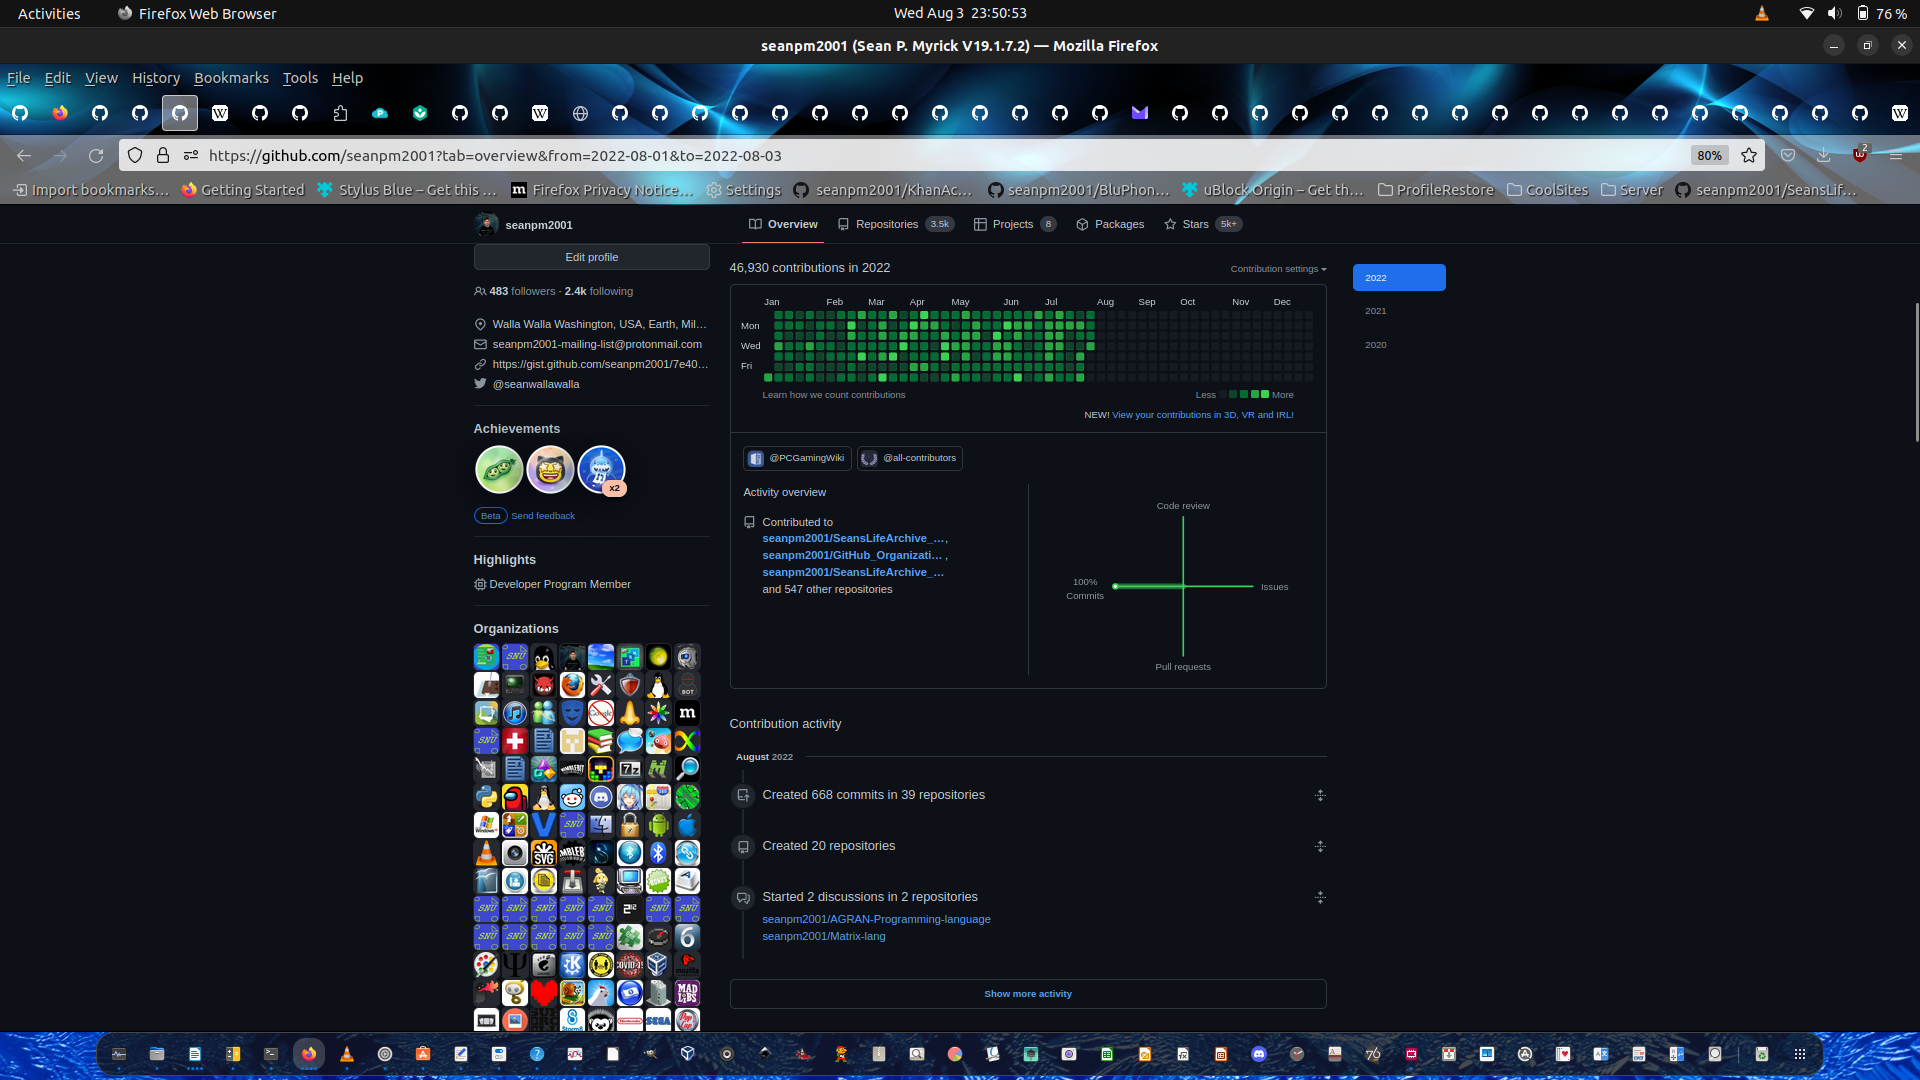 Activities
Firefox Web Browser
Wed Aug 3 23:50:53
76 %
seanpm2001 (Sean P. Myrick V19.1.7.2) — Mozilla Firefox
File Edit View History Bookmarks Tools Help
https://github.com/seanpm2001?tab=overview&from=2022-08-01&to=2022-08-03
80%
2
Import bookmarks… Getting Started Stylus Blue – Get this … Firefox Privacy Notice… Settings seanpm2001/KhanAc… seanpm2001/BluPhon… uBlock Origin – Get th… ProfileRestore CoolSites Server seanpm2001/SeansLif…
seanpm2001
Overview Repositories 3.5k Projects 8 Packages Stars 5k+
Edit profile
483 followers · 2.4k following
Walla Walla Washington, USA, Earth, Mil…
seanpm2001-mailing-list@protonmail.com
https://gist.github.com/seanpm2001/7e40…
@seanwallawalla
Achievements
x2
Beta Send feedback
Highlights
Developer Program Member
Organizations
46,930 contributions in 2022
Contribution settings
2022
2021
2020
Jan Feb Mar Apr May Jun Jul Aug Sep Oct Nov Dec
Mon
Wed
Fri
Learn how we count contributions
Less More
NEW! View your contributions in 3D, VR and IRL!
@PCGamingWiki @all-contributors
Activity overview
Contributed to
seanpm2001/SeansLifeArchive_…,
seanpm2001/GitHub_Organizati… ,
seanpm2001/SeansLifeArchive_…
and 547 other repositories
Code review
100%
Commits
Issues
Pull requests
Contribution activity
August 2022
Created 668 commits in 39 repositories
Created 20 repositories
Started 2 discussions in 2 repositories
seanpm2001/AGRAN-Programming-language
seanpm2001/Matrix-lang
Show more activity